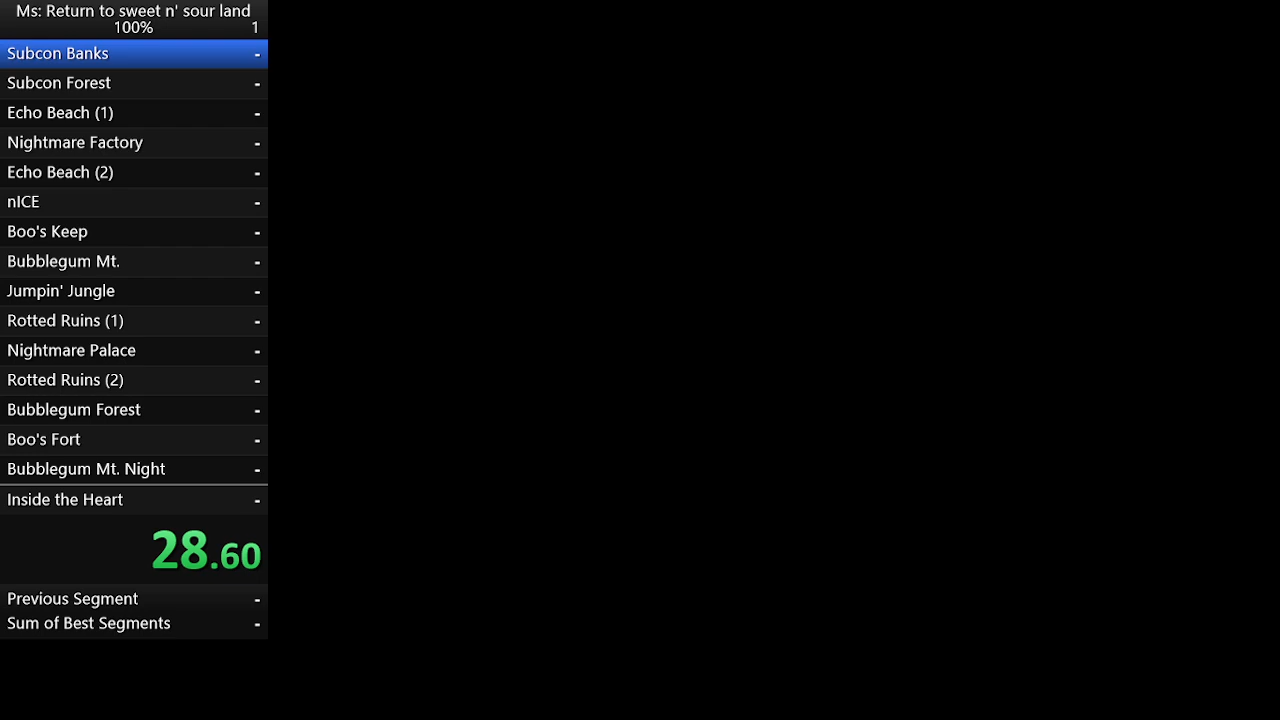 Ms: Return to sweet n' sour land
100% 1
Subcon Banks -
Subcon Forest -
Echo Beach (1) -
Nightmare Factory -
Echo Beach (2) -
nICE -
Boo's Keep -
Bubblegum Mt. -
Jumpin' Jungle -
Rotted Ruins (1) -
Nightmare Palace -
Rotted Ruins (2) -
Bubblegum Forest -
Boo's Fort -
Bubblegum Mt. Night -
Inside the Heart -
28.60
Previous Segment -
Sum of Best Segments -